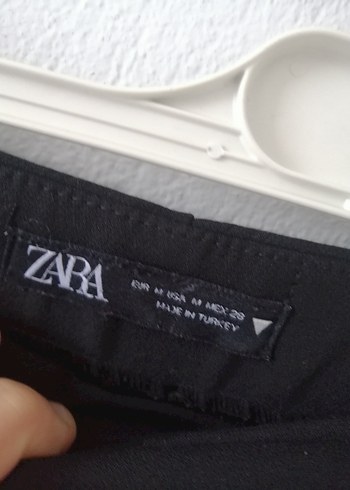 ZARA
EUR M USA M MEX 28
MADE IN TURKEY